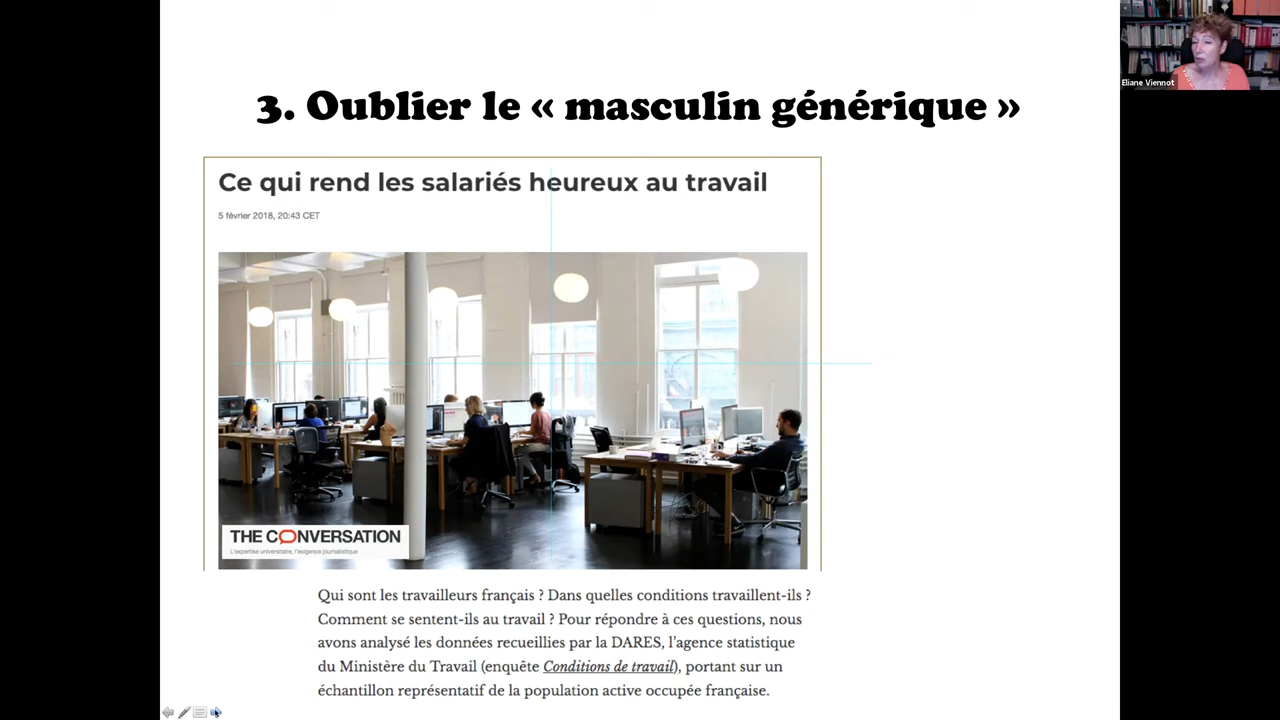 3. Oublier le « masculin générique »
Eliane Viennot
Ce qui rend les salariés heureux au travail
5 février 2018, 20:43 CET
THE CONVERSATION
L'expertise universitaire, l'exigence journalistique
Qui sont les travailleurs français ? Dans quelles conditions travaillent-ils ?
Comment se sentent-ils au travail ? Pour répondre à ces questions, nous
avons analysé les données recueillies par la DARES, l'agence statistique
du Ministère du Travail (enquête Conditions de travail), portant sur un
échantillon représentatif de la population active occupée française.